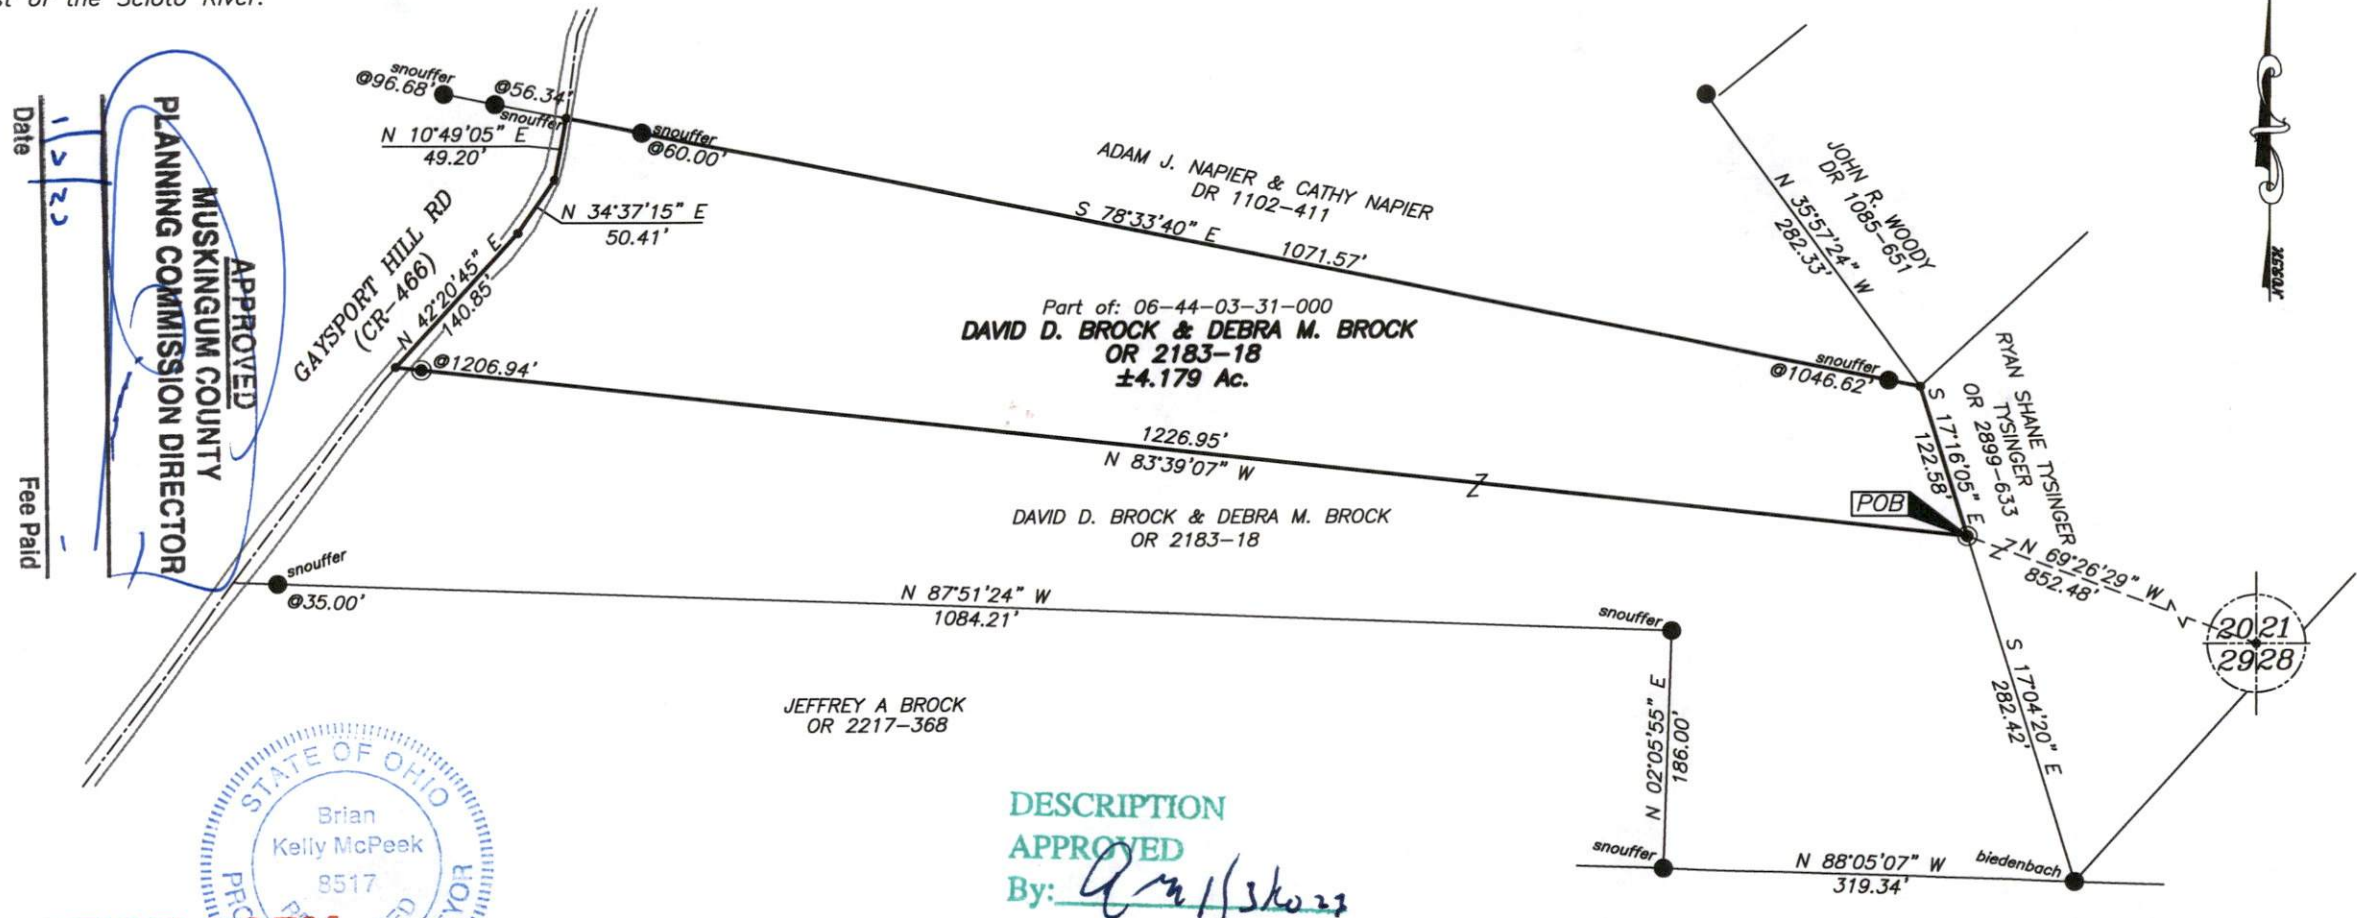 st of the Scioto River.
snouffer
@96.68'
@56.34'
snouffer
snouffer
@60.00'
N 10°49'05" E
49.20'
N 34°37'15" E
50.41'
N 42°20'45" E
140.85'
GAYSPORT HILL RD
(CR-466)
ADAM J. NAPIER & CATHY NAPIER
DR 1102-411
S 78°33'40" E 1071.57'
Part of: 06-44-03-31-000
DAVID D. BROCK & DEBRA M. BROCK
OR 2183-18
±4.179 Ac.
JOHN R. WOODY
DR 1085-651
N 35°57'24" W
282.33'
snouffer
@1046.62'
RYAN SHANE TYSINGER
TYSINGER
OR 2899-633
S 17°16'05" E
122.58'
@1206.94'
1226.95'
N 83°39'07" W
POB
DAVID D. BROCK & DEBRA M. BROCK
OR 2183-18
N 69°26'29" W
852.48'
20 21
29 28
snouffer
@35.00'
N 87°51'24" W
1084.21'
snouffer
N 02°05'55" E
186.00'
S 17°04'20" E
282.42'
JEFFREY A BROCK
OR 2217-368
snouffer
N 88°05'07" W
319.34'
biedenbach
APPROVED
MUSKINGUM COUNTY
PLANNING COMMISSION DIRECTOR
Date
Fee Paid
STATE OF OHIO
Brian
Kelly McPeek
8517
DESCRIPTION
APPROVED
By: